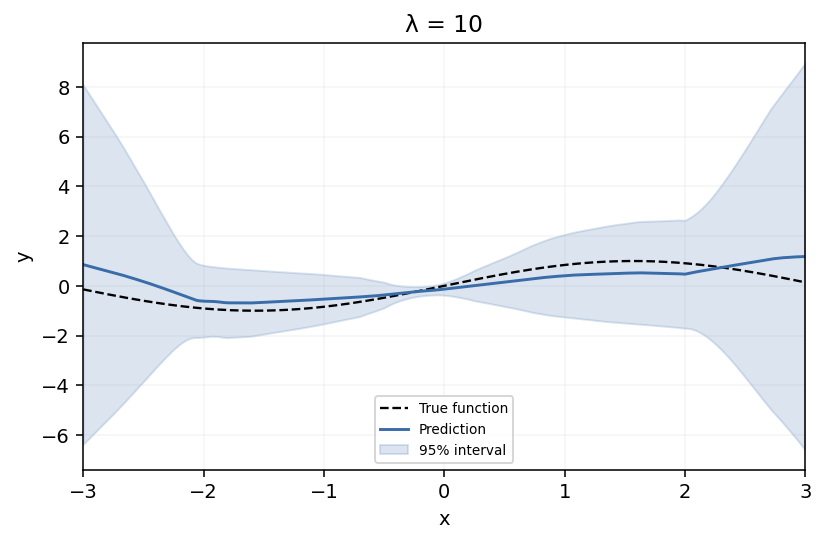 λ = 10
8
6
4
2
0
−2
−4
−6
y
True function
Prediction
95% interval
−3 −2 −1 0 1 2 3
x